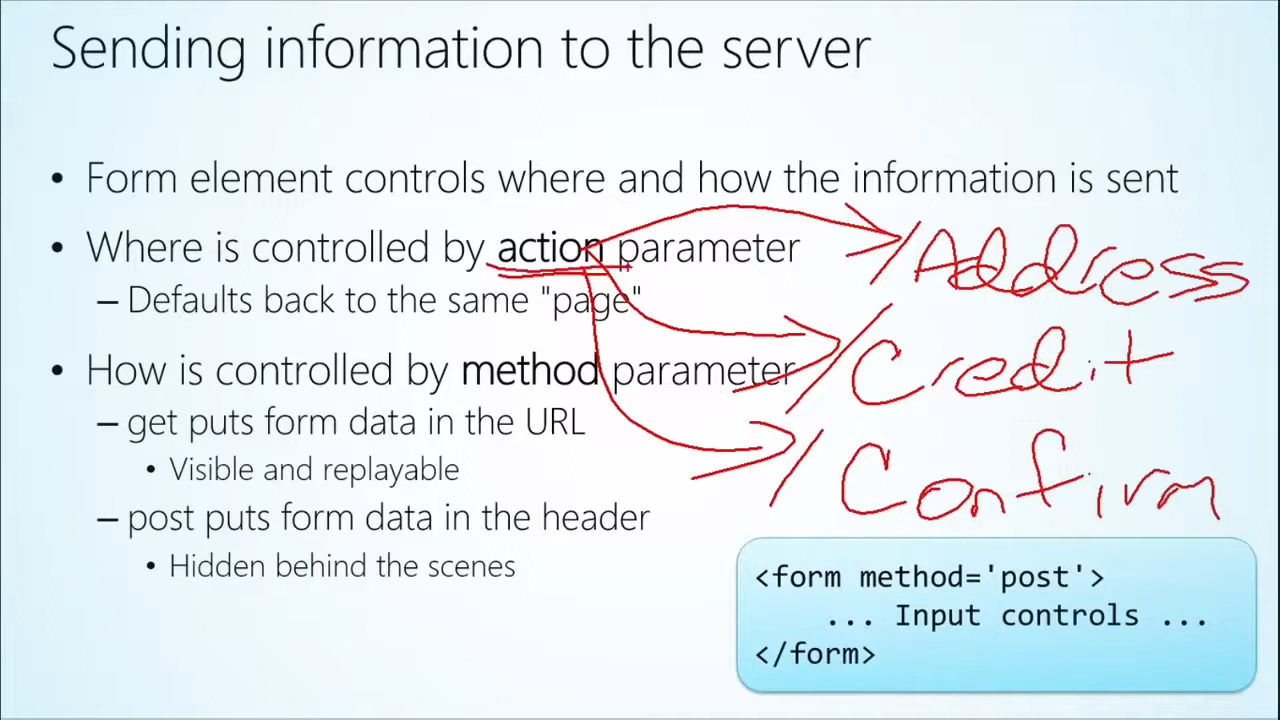 Sending information to the server
• Form element controls where and how the information is sent
• Where is controlled by action parameter
/Address
– Defaults back to the same "page"
/Credit
• How is controlled by method parameter
– get puts form data in the URL
• Visible and replayable
/Confirm
– post puts form data in the header
• Hidden behind the scenes
<form method='post'>
... Input controls ...
</form>